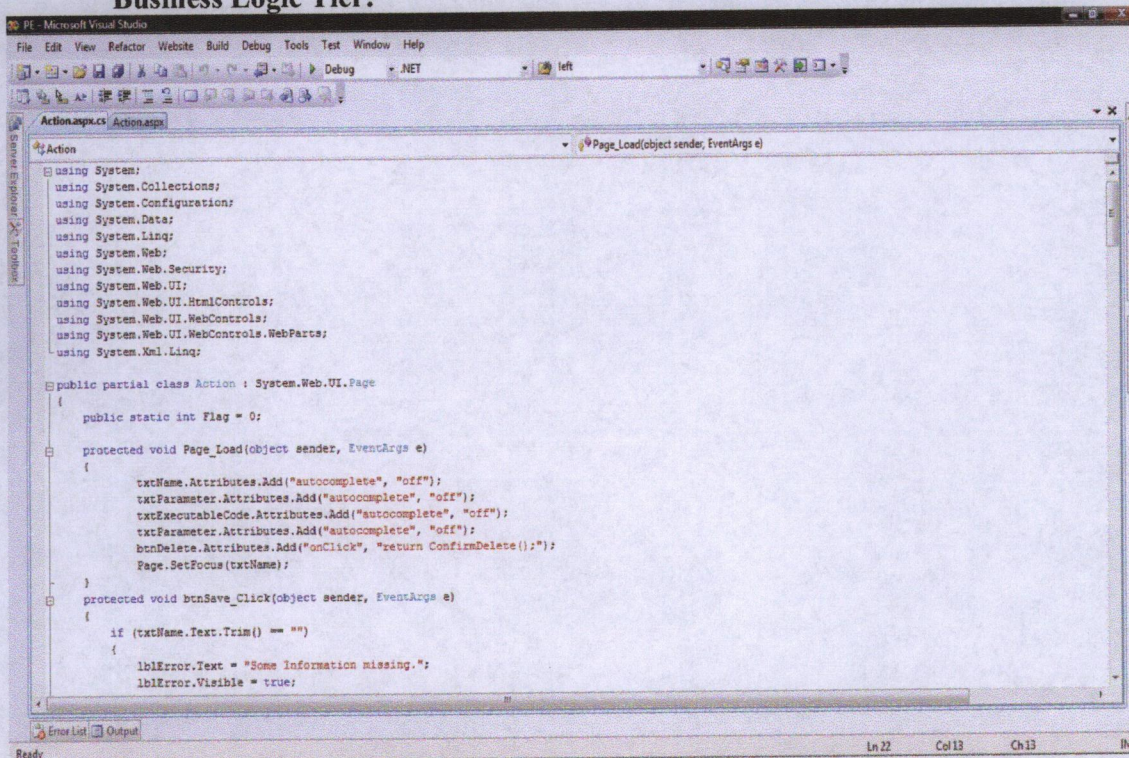 Business Logic Tier:
PE - Microsoft Visual Studio
File Edit View Refactor Website Build Debug Tools Test Window Help
Debug .NET left
Action.aspx.cs Action.aspx
Server Explorer Toolbox
Action Page_Load(object sender, EventArgs e)
using System;
using System.Collections;
using System.Configuration;
using System.Data;
using System.Linq;
using System.Web;
using System.Web.Security;
using System.Web.UI;
using System.Web.UI.HtmlControls;
using System.Web.UI.WebControls;
using System.Web.UI.WebControls.WebParts;
using System.Xml.Linq;
public partial class Action : System.Web.UI.Page
{
public static int Flag = 0;
protected void Page_Load(object sender, EventArgs e)
{
txtName.Attributes.Add("autocomplete", "off");
txtParameter.Attributes.Add("autocomplete", "off");
txtExecutableCode.Attributes.Add("autocomplete", "off");
txtParameter.Attributes.Add("autocomplete", "off");
btnDelete.Attributes.Add("onClick", "return ConfirmDelete();");
Page.SetFocus(txtName);
}
protected void btnSave_Click(object sender, EventArgs e)
{
if (txtName.Text.Trim() == "")
{
lblError.Text = "Some Information missing.";
lblError.Visible = true;
Error List Output
Ready Ln 22 Col 13 Ch 13 IN